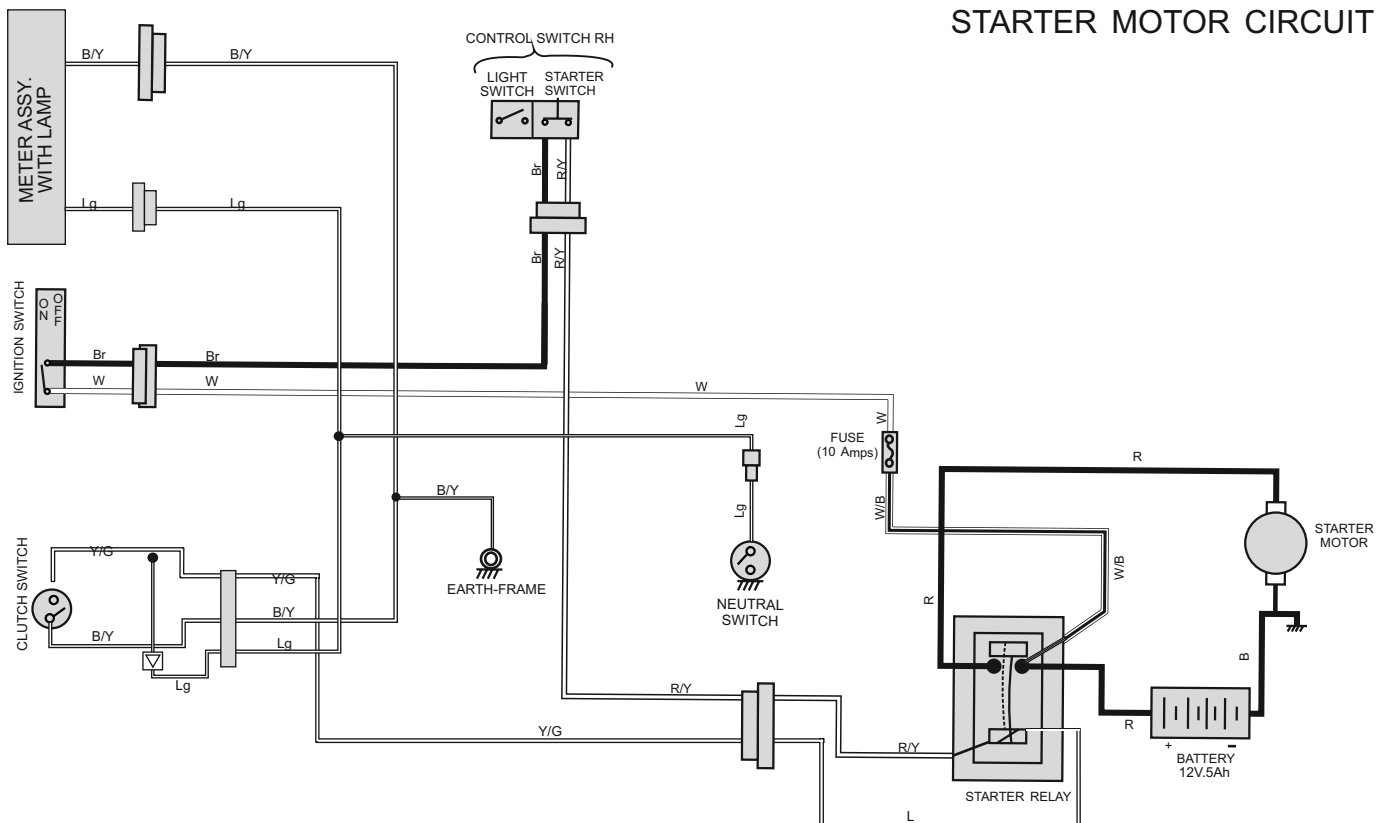 STARTER MOTOR CIRCUIT
METER ASSY.
WITH LAMP
B/Y
B/Y
CONTROL SWITCH RH
LIGHT
SWITCH
STARTER
SWITCH
Br
R/Y
Lg
Lg
Br
R/Y
IGNITION SWITCH
ON
OFF
Br
Br
W
W
W
W
Lg
FUSE
(10 Amps)
R
B/Y
Lg
W/B
STARTER
MOTOR
CLUTCH SWITCH
Y/G
Y/G
EARTH-FRAME
NEUTRAL
SWITCH
W/B
R
B/Y
B/Y
Lg
Lg
B
R/Y
Y/G
R/Y
R
+
-
BATTERY
12V.5Ah
STARTER RELAY
L